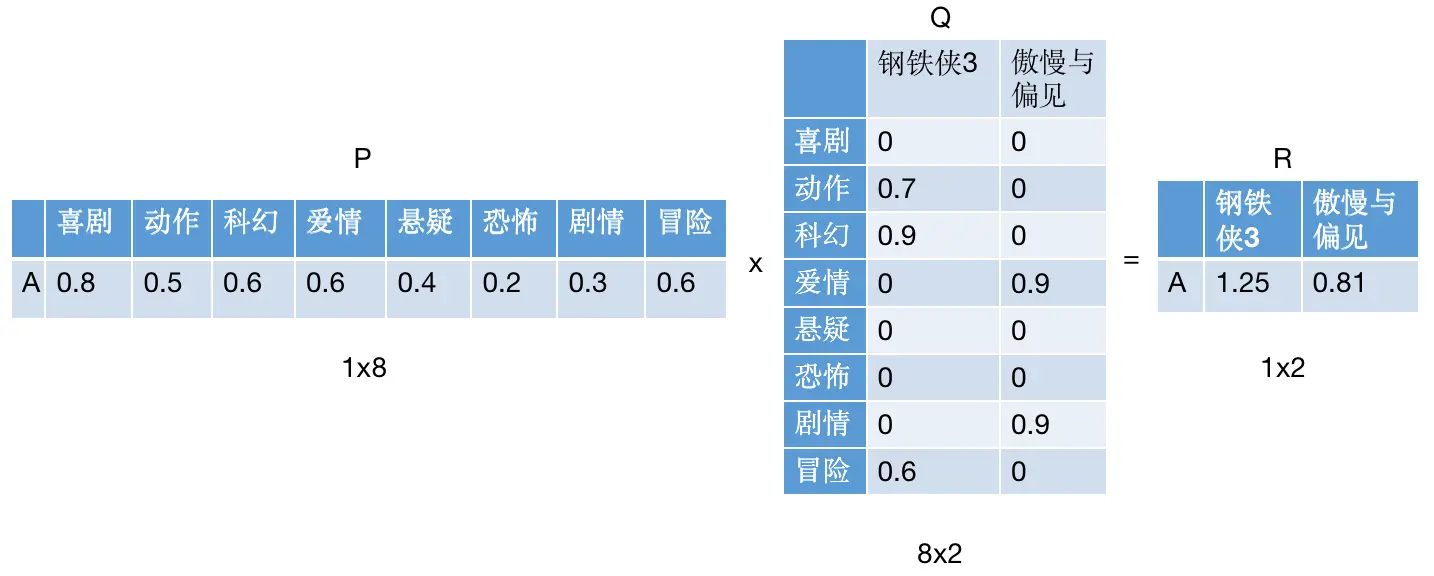 P
喜剧 动作 科幻 爱情 悬疑 恐怖 剧情 冒险
A 0.8 0.5 0.6 0.6 0.4 0.2 0.3 0.6
1x8
x
Q
钢铁侠3 傲慢与
偏见
喜剧 0 0
动作 0.7 0
科幻 0.9 0
爱情 0 0.9
悬疑 0 0
恐怖 0 0
剧情 0 0.9
冒险 0.6 0
8x2
=
R
钢铁 傲慢与
侠3 偏见
A 1.25 0.81
1x2